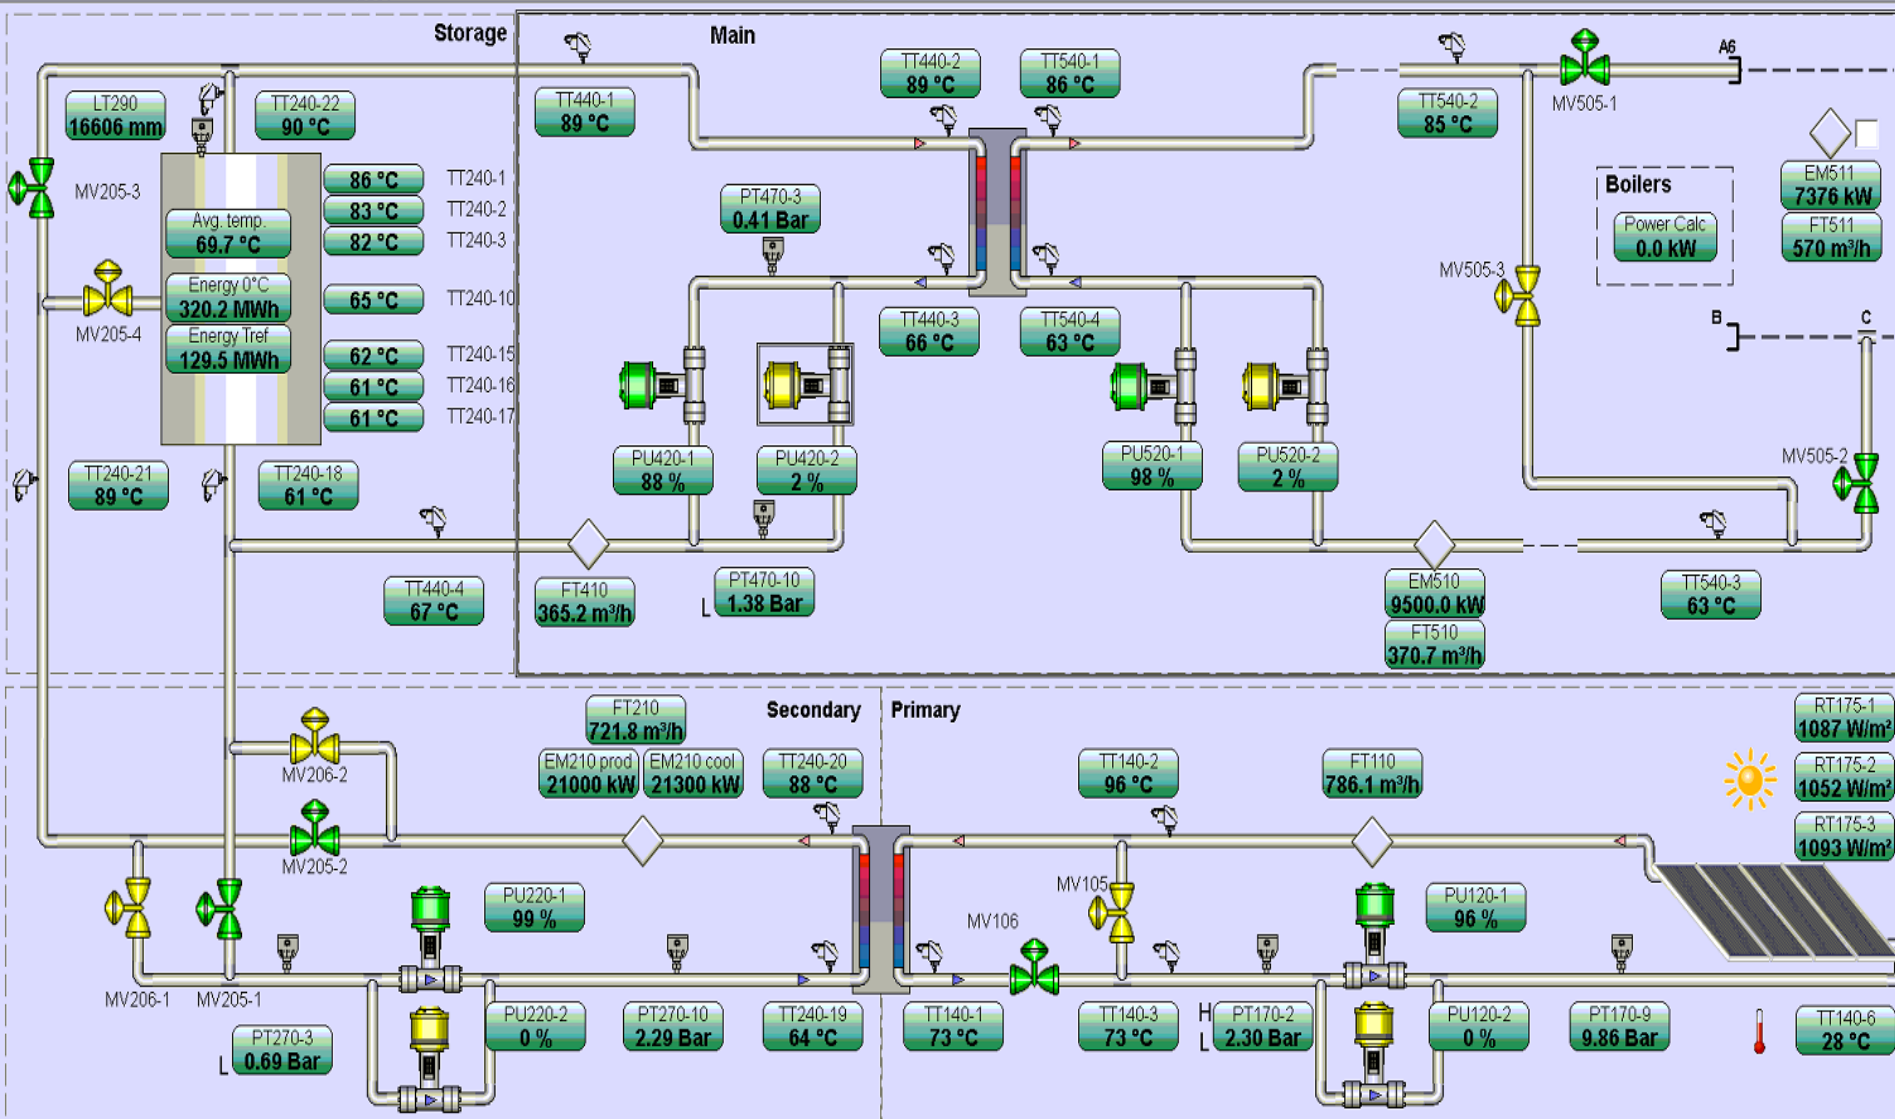 Storage
Main
LT290
16606 mm
TT240-22
90 °C
TT440-1
89 °C
TT440-2
89 °C
TT540-1
86 °C
TT540-2
85 °C
MV505-1
A6
MV205-3
86 °C TT240-1
83 °C TT240-2
82 °C TT240-3
65 °C TT240-10
62 °C TT240-15
61 °C TT240-16
61 °C TT240-17
Avg. temp.
69.7 °C
Energy 0°C
320.2 MWh
Energy Tref
129.5 MWh
MV205-4
PT470-3
0.41 Bar
Boilers
Power Calc
0.0 kW
EM511
7376 kW
FT511
570 m³/h
MV505-3
B
C
TT440-3
66 °C
TT540-4
63 °C
TT240-21
89 °C
TT240-18
61 °C
PU420-1
88 %
PU420-2
2 %
PU520-1
98 %
PU520-2
2 %
MV505-2
TT440-4
67 °C
FT410
365.2 m³/h
PT470-10
1.38 Bar
L
EM510
9500.0 kW
FT510
370.7 m³/h
TT540-3
63 °C
Secondary
Primary
FT210
721.8 m³/h
EM210 prod
21000 kW
EM210 cool
21300 kW
TT240-20
88 °C
TT140-2
96 °C
FT110
786.1 m³/h
RT175-1
1087 W/m²
RT175-2
1052 W/m²
RT175-3
1093 W/m²
MV206-2
MV205-2
PU220-1
99 %
MV105
MV106
PU120-1
96 %
MV206-1
MV205-1
PT270-3
0.69 Bar
L
PU220-2
0 %
PT270-10
2.29 Bar
TT240-19
64 °C
TT140-1
73 °C
TT140-3
73 °C
H
L
PT170-2
2.30 Bar
PU120-2
0 %
PT170-9
9.86 Bar
TT140-6
28 °C